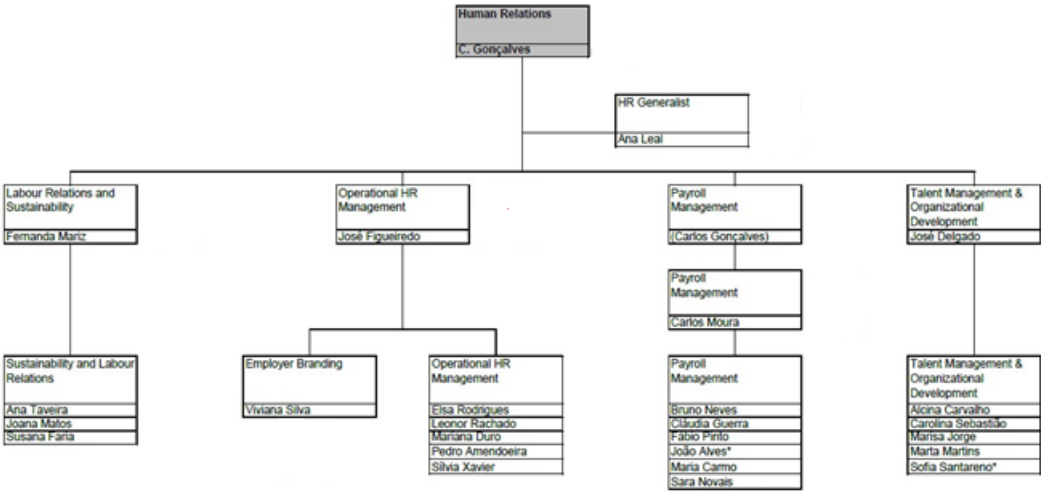 Human Relations
C. Gonçalves
HR Generalist
Ana Leal
Labour Relations and
Sustainability
Fernanda Mariz
Operational HR
Management
José Figueiredo
Payroll
Management
(Carlos Gonçalves)
Talent Management &
Organizational
Development
José Delgado
Payroll
Management
Carlos Moura
Sustainability and Labour
Relations
Ana Taveira
Joana Matos
Susana Faria
Employer Branding
Viviana Silva
Operational HR
Management
Elsa Rodrigues
Leonor Rachado
Mariana Duro
Pedro Amendoeira
Sílvia Xavier
Payroll
Management
Bruno Neves
Cláudia Guerra
Fábio Pinto
João Alves*
Maria Carmo
Sara Novais
Talent Management &
Organizational
Development
Alcina Carvalho
Carolina Sebastião
Marisa Jorge
Marta Martins
Sofia Santareno*